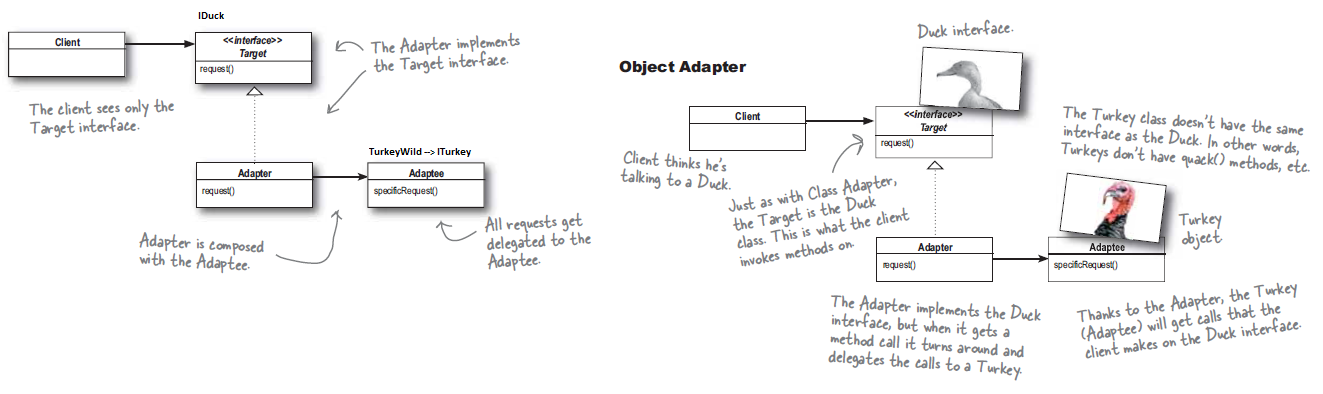 IDuck
Client
<<interface>>
Target
request()
The Adapter implements
the Target interface.
The client sees only the
Target interface.
Adapter
request()
TurkeyWild --> ITurkey
Adaptee
specificRequest()
Adapter is composed
with the Adaptee.
All requests get
delegated to the
Adaptee.
Object Adapter
Duck interface.
Client
<<interface>>
Target
request()
Client thinks he's
talking to a Duck.
Just as with Class Adapter,
the Target is the Duck
class. This is what the client
invokes methods on.
The Turkey class doesn't have the same
interface as the Duck. In other words,
Turkeys don't have quack() methods, etc.
Turkey
object.
Adapter
request()
Adaptee
specificRequest()
The Adapter implements the Duck
interface, but when it gets a
method call it turns around and
delegates the calls to a Turkey.
Thanks to the Adapter, the Turkey
(Adaptee) will get calls that the
client makes on the Duck interface.